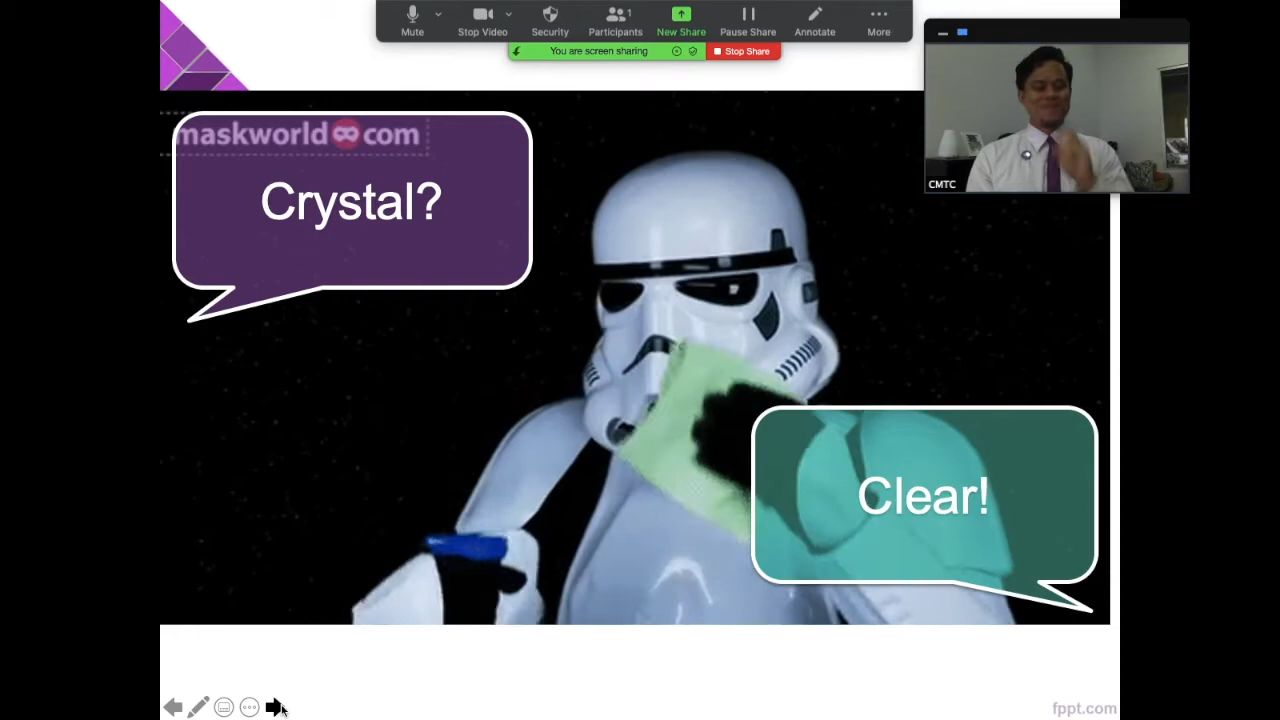 Mute
Stop Video
Security
Participants
1
New Share
Pause Share
Annotate
More
You are screen sharing
Stop Share
maskworld com
Crystal?
CMTC
Clear!
fppt.com